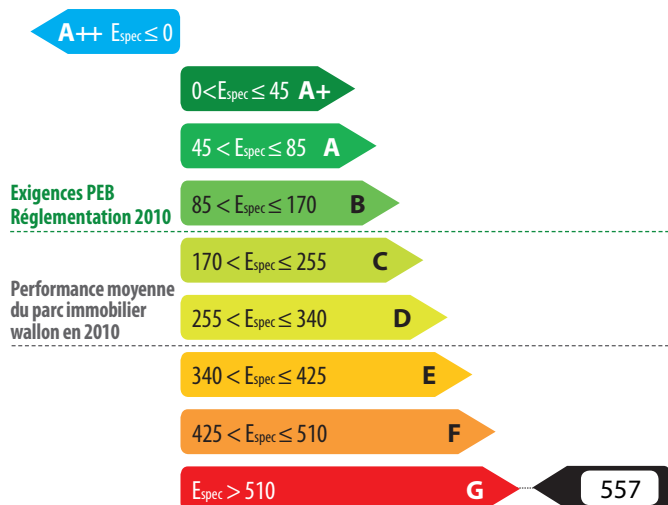 A++ Espec ≤ 0
0<Espec ≤ 45 A+
45 < Espec ≤ 85 A
Exigences PEB
Réglementation 2010
85 < Espec ≤ 170 B
170 < Espec ≤ 255 C
Performance moyenne
du parc immobilier
wallon en 2010
255 < Espec ≤ 340 D
340 < Espec ≤ 425 E
425 < Espec ≤ 510 F
Espec > 510 G 557